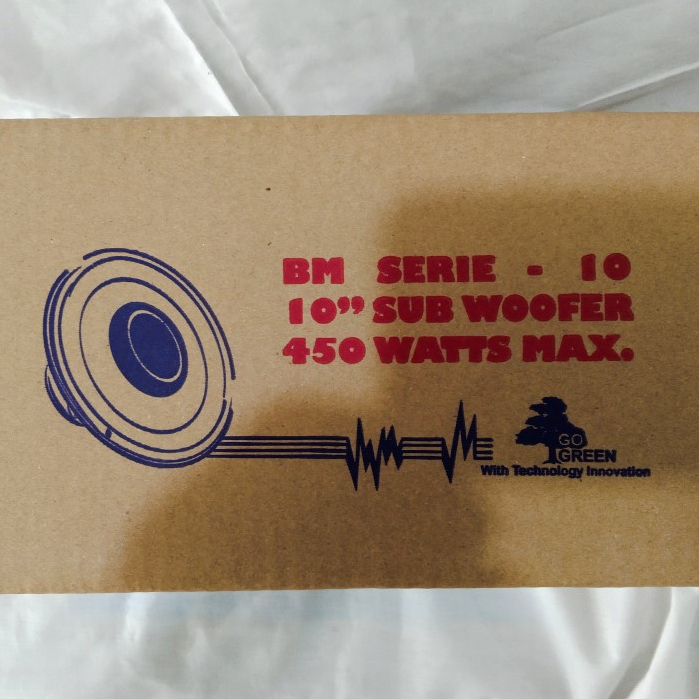 BM SERIE - 10
10” SUB WOOFER
450 WATTS MAX.
GO
GREEN
With Technology Innovation